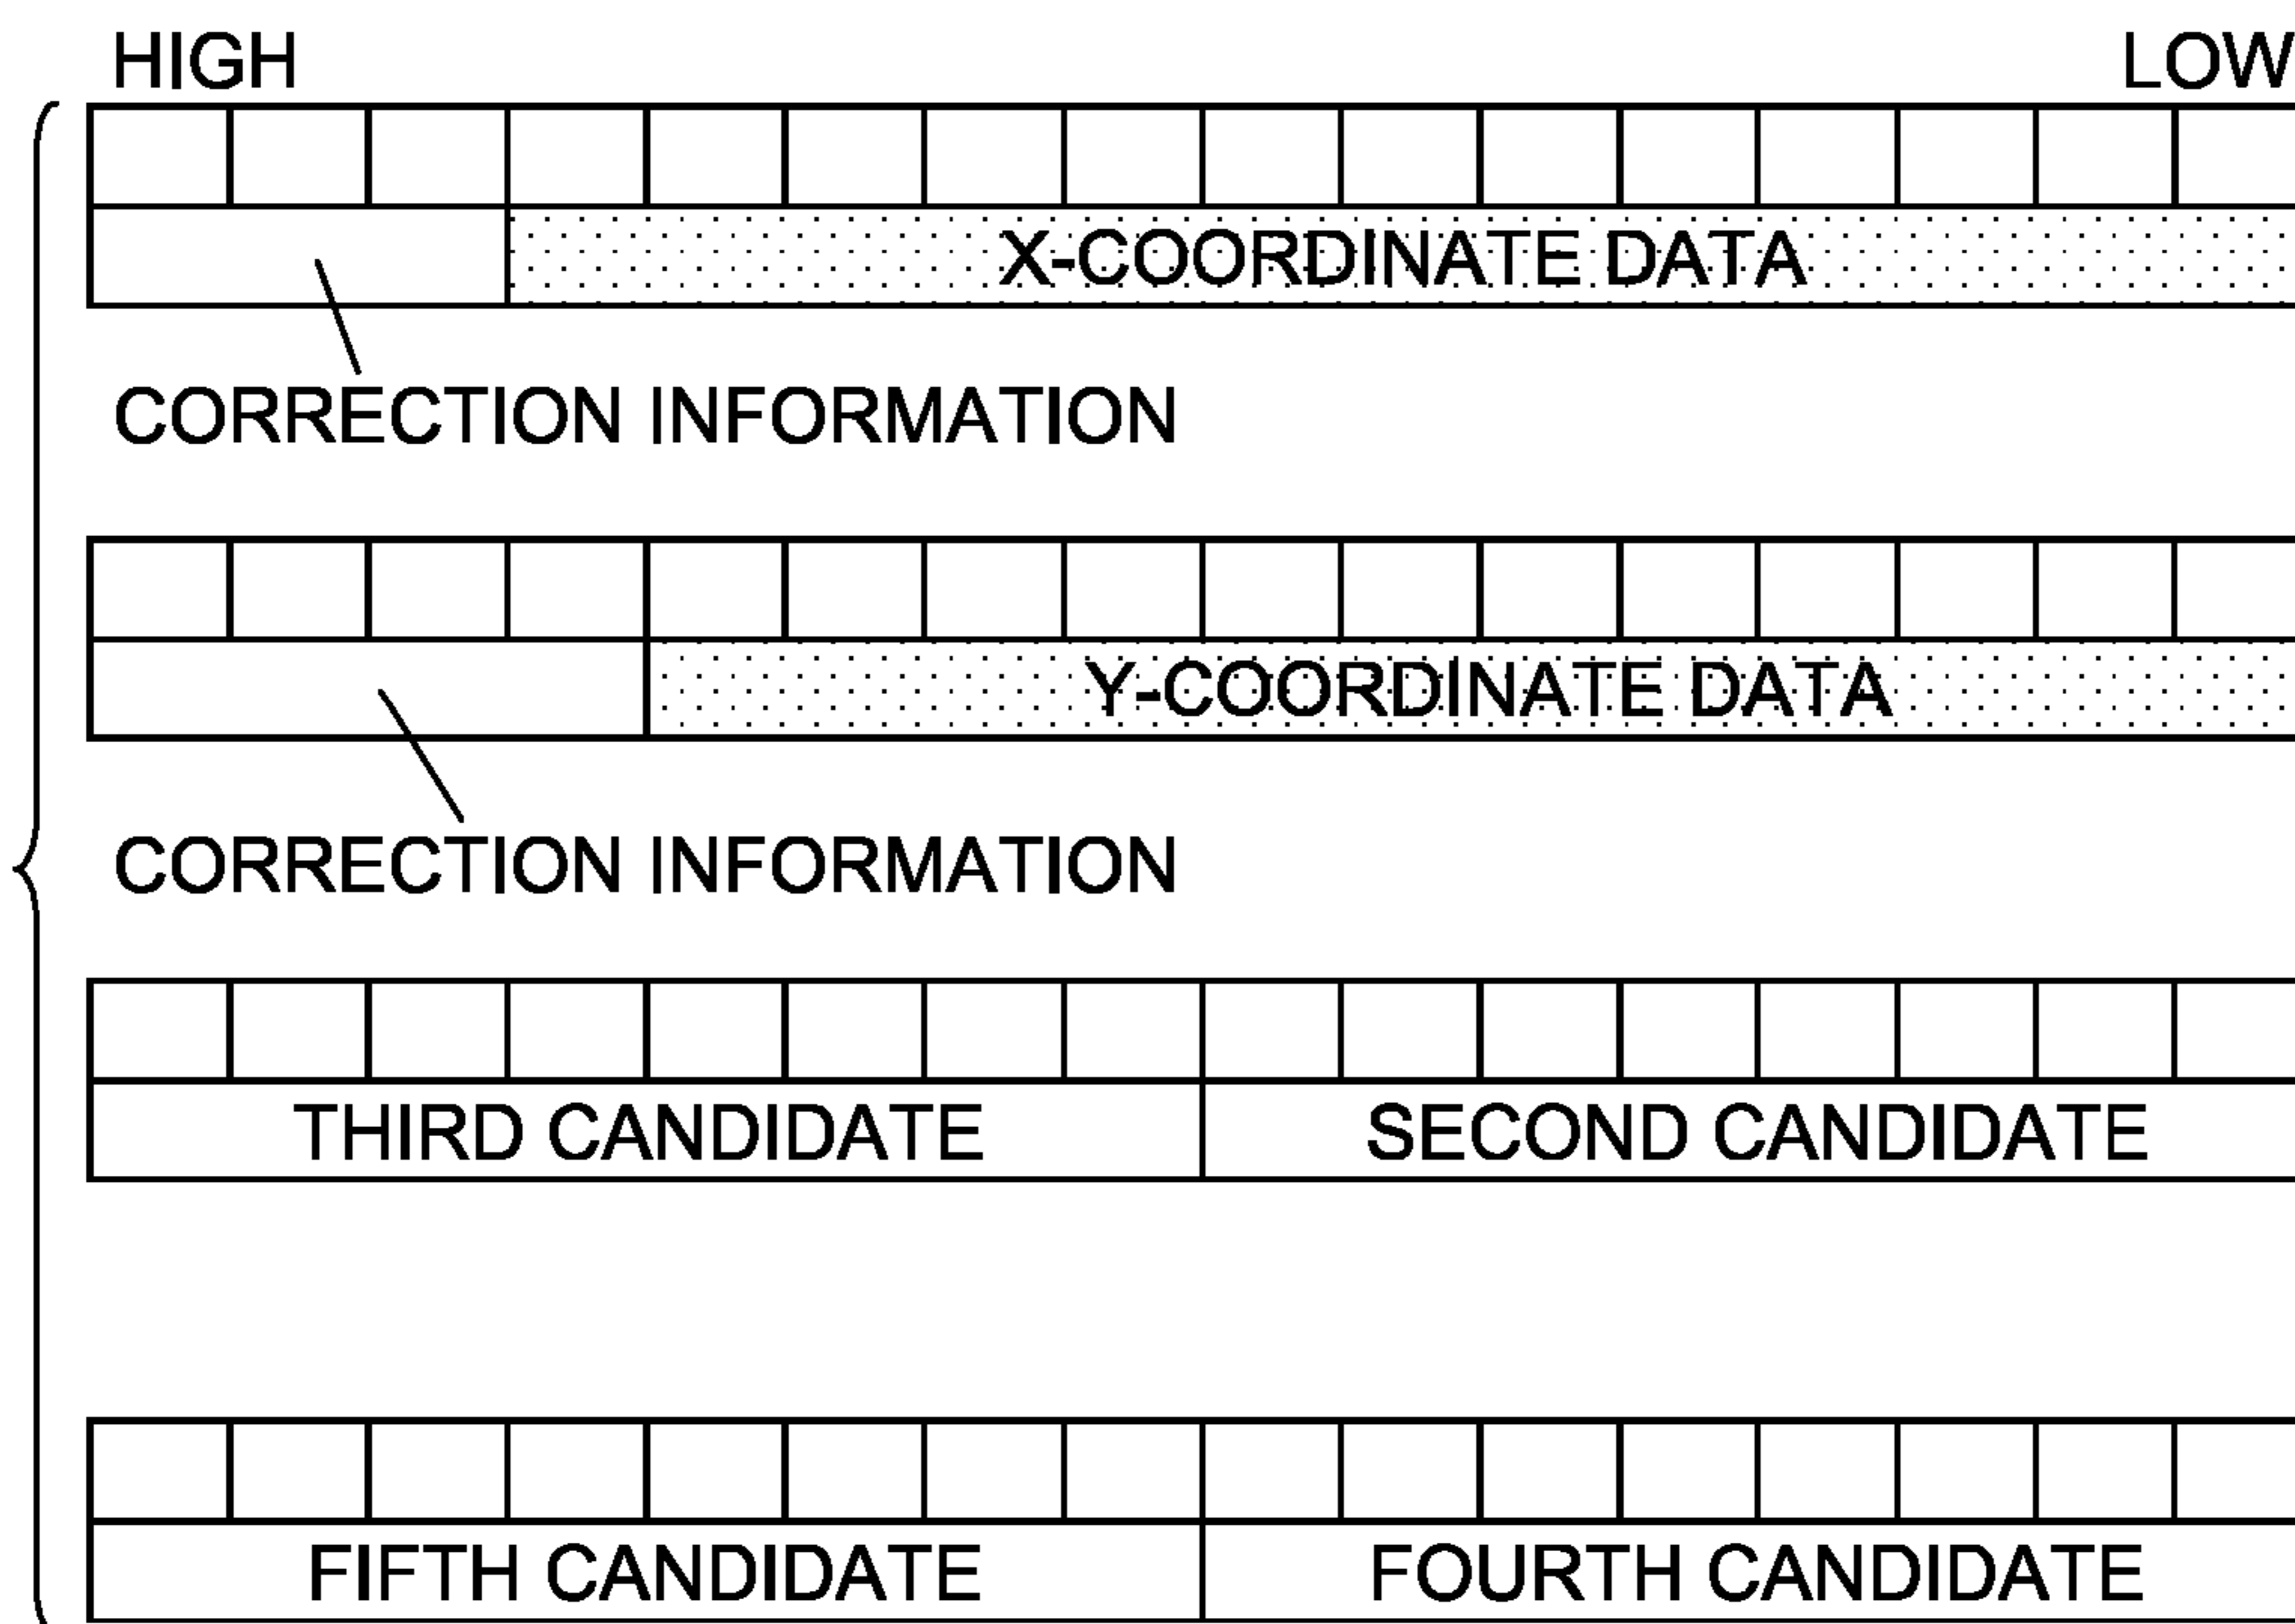 HIGH LOW
X-COORDINATE DATA
CORRECTION INFORMATION
Y-COORDINATE DATA
CORRECTION INFORMATION
THIRD CANDIDATE SECOND CANDIDATE
FIFTH CANDIDATE FOURTH CANDIDATE